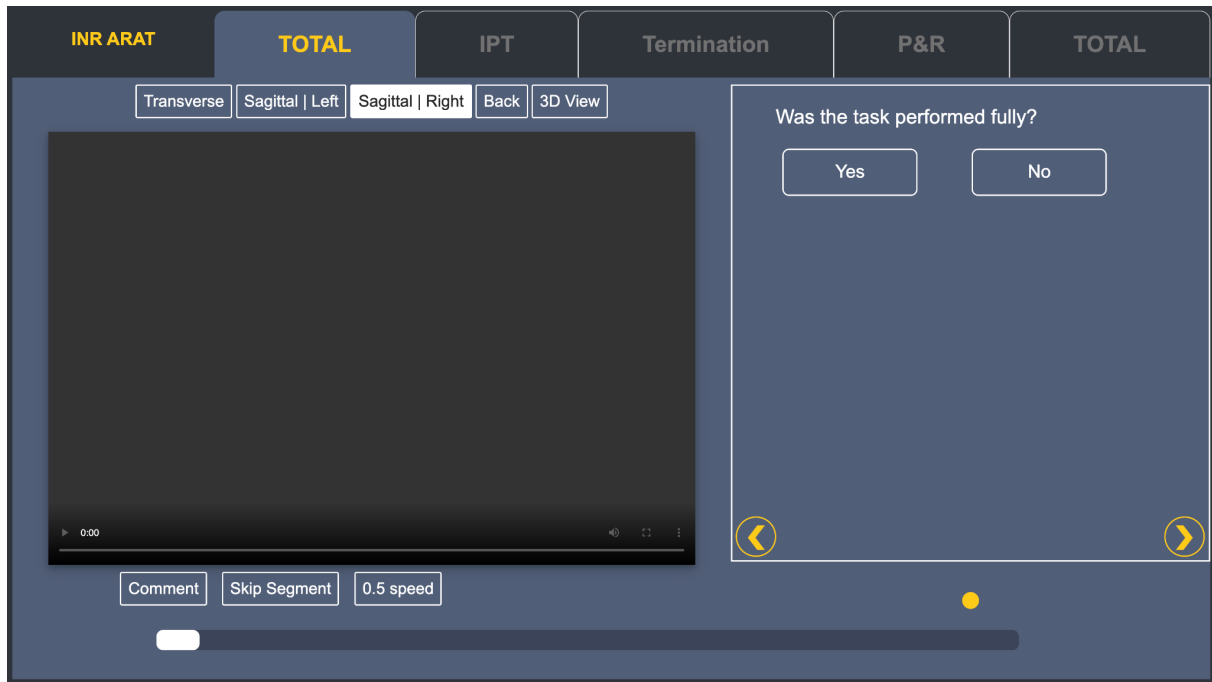 INR ARAT
TOTAL
IPT
Termination
P&R
TOTAL
Transverse
Sagittal | Left
Sagittal | Right
Back
3D View
Was the task performed fully?
Yes
No
0:00
Comment
Skip Segment
0.5 speed